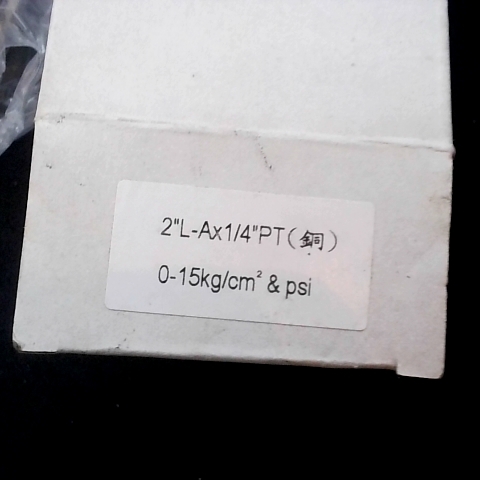 2"L-Ax1/4"PT(銅)
0-15kg/cm² & psi